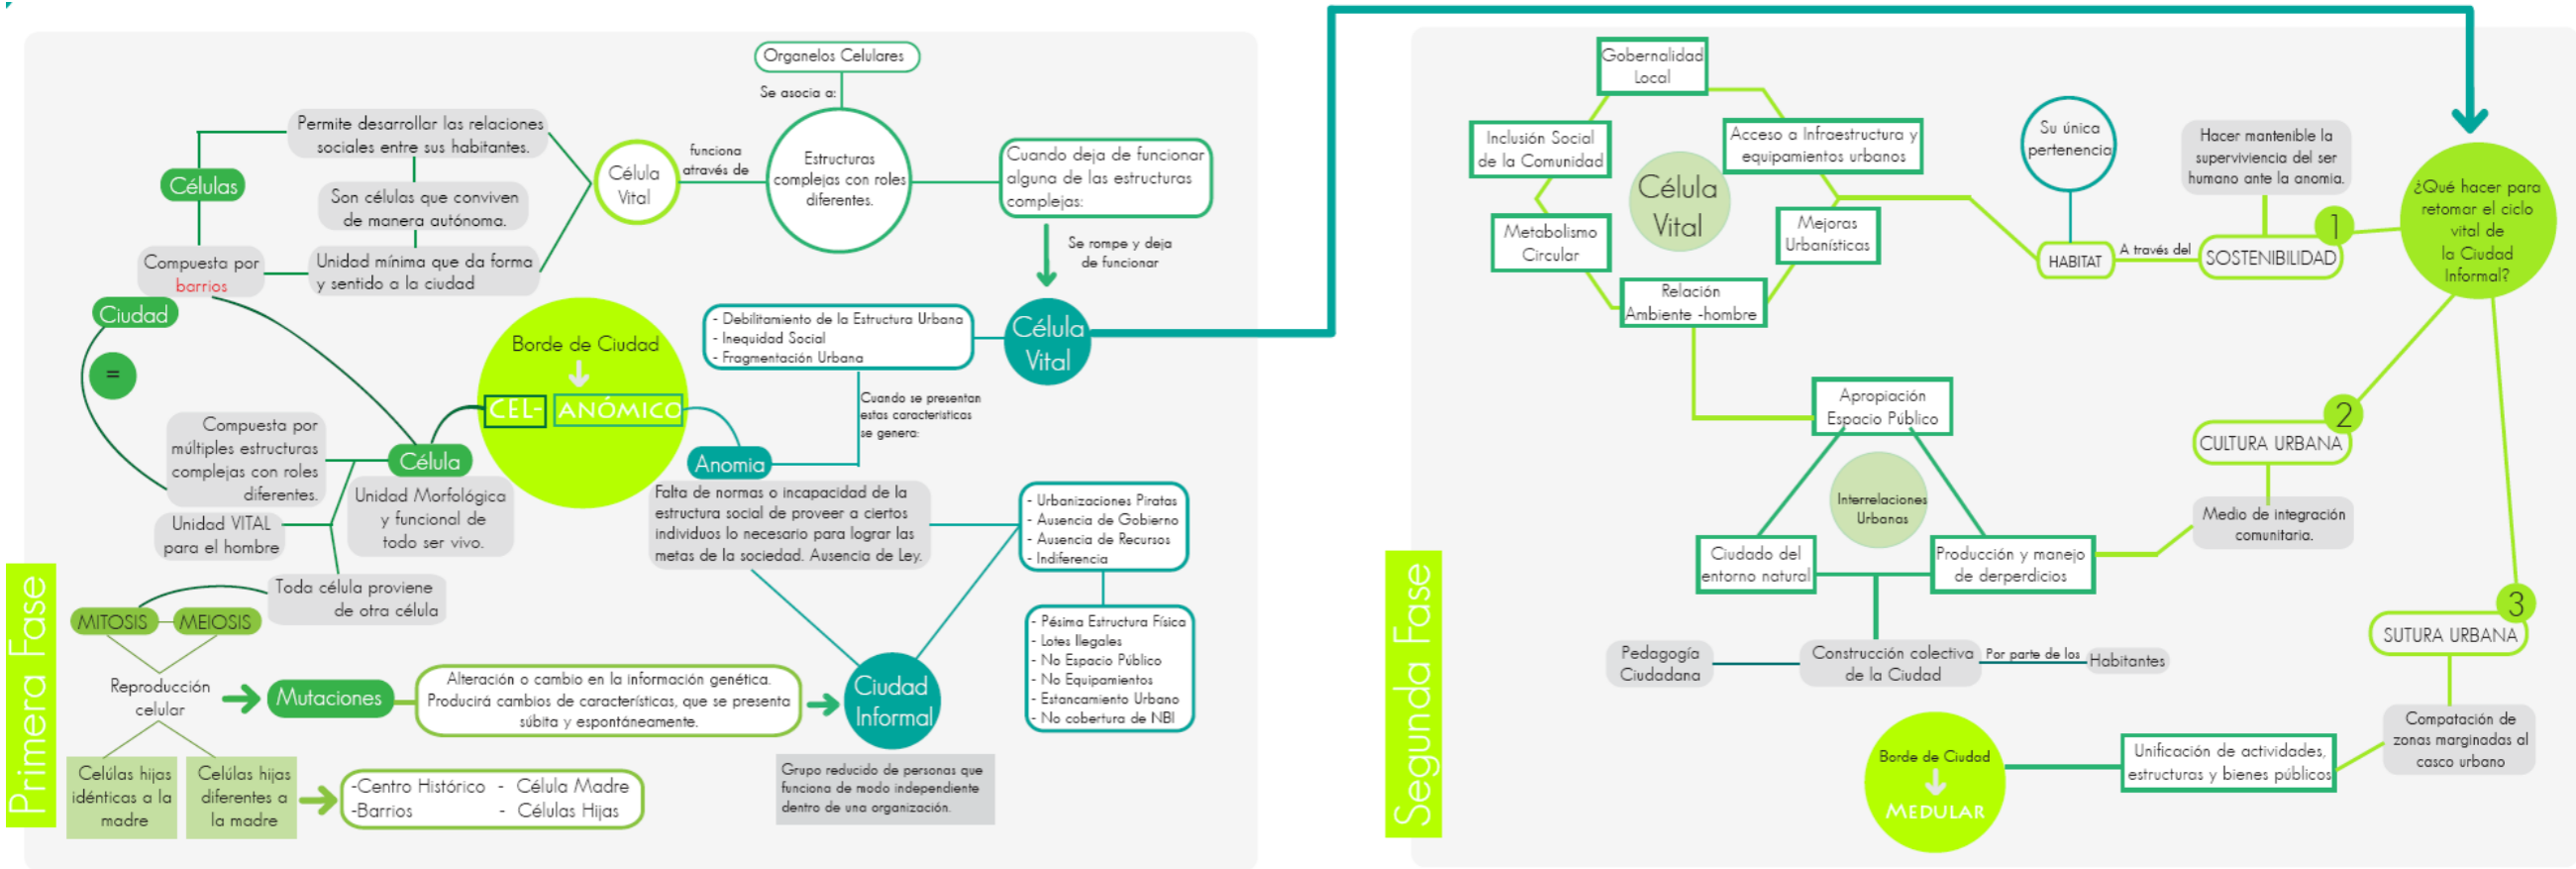 Primera Fase
Organelos Celulares
Se asocia a:
Permite desarrollar las relaciones
sociales entre sus habitantes.
Células
Son células que conviven
de manera autónoma.
Compuesta por
barrios
Unidad mínima que da forma
y sentido a la ciudad
Célula
Vital
funciona
através de
Estructuras
complejas con roles
diferentes.
Cuando deja de funcionar
alguna de las estructuras
complejas:
Se rompe y deja
de funcionar
Célula
Vital
- Debilitamiento de la Estructura Urbana
- Inequidad Social
- Fragmentación Urbana
Cuando se presentan
estas características
se genera:
Ciudad
=
Borde de Ciudad
CEL-
ANÓMICO
Compuesta por
múltiples estructuras
complejas con roles
diferentes.
Célula
Unidad Morfológica
y funcional de
todo ser vivo.
Unidad VITAL
para el hombre
Toda célula proviene
de otra célula
Anomia
Falta de normas o incapacidad de la
estructura social de proveer a ciertos
individuos lo necesario para lograr las
metas de la sociedad. Ausencia de Ley.
- Urbanizaciones Piratas
- Ausencia de Gobierno
- Ausencia de Recursos
- Indiferencia
- Pésima Estructura Física
- Lotes Ilegales
- No Espacio Público
- No Equipamientos
- Estancamiento Urbano
- No cobertura de NBI
MITOSIS
MEIOSIS
Reproducción
celular
Mutaciones
Alteración o cambio en la información genética.
Producirá cambios de características, que se presenta
súbita y espontáneamente.
Ciudad
Informal
Grupo reducido de personas que
funciona de modo independiente
dentro de una organización.
Celúlas hijas
idénticas a la
madre
Celúlas hijas
diferentes a
la madre
-Centro Histórico - Célula Madre
-Barrios - Células Hijas
Segunda Fase
Gobernalidad
Local
Inclusión Social
de la Comunidad
Acceso a Infraestructura y
equipamientos urbanos
Célula
Vital
Metabolismo
Circular
Mejoras
Urbanísticas
Relación
Ambiente -hombre
Su única
pertenencia
HABITAT
A través del
Hacer mantenible la
superviviencia del ser
humano ante la anomia.
1
SOSTENIBILIDAD
¿Qué hacer para
retomar el ciclo
vital de
la Ciudad
Informal?
Apropiación
Espacio Público
Interrelaciones
Urbanas
Ciudado del
entorno natural
Producción y manejo
de derperdicios
2
CULTURA URBANA
Medio de integración
comunitaria.
Pedagogía
Ciudadana
Construcción colectiva
de la Ciudad
Por parte de los
Habitantes
3
SUTURA URBANA
Compatación de
zonas marginadas al
casco urbano
Unificación de actividades,
estructuras y bienes públicos
Borde de Ciudad
MEDULAR